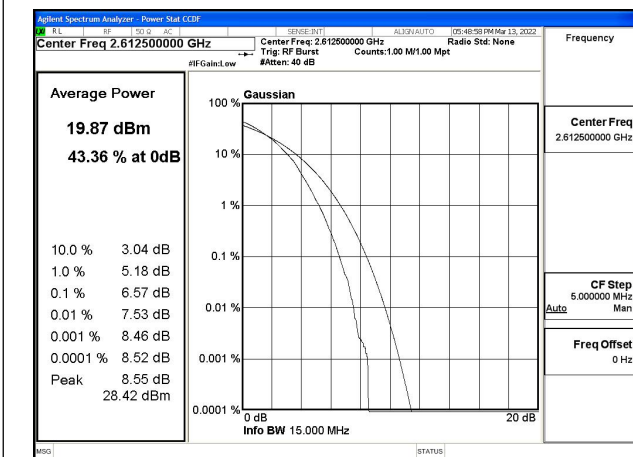 Agilent Spectrum Analyzer - Power Stat CCDF
RL RF 50 Ω AC SENSE:INT ALIGN AUTO 05:48:58 PM Mar 13, 2022
Center Freq 2.612500000 GHz
Center Freq: 2.612500000 GHz Radio Std: None
Trig: RF Burst Counts:1.00 M/1.00 Mpt
#IFGain:Low #Atten: 40 dB
Frequency
Average Power
19.87 dBm
43.36 % at 0dB
10.0 % 3.04 dB
1.0 % 5.18 dB
0.1 % 6.57 dB
0.01 % 7.53 dB
0.001 % 8.46 dB
0.0001 % 8.52 dB
Peak 8.55 dB
28.42 dBm
Gaussian
100 %
10 %
1 %
0.1 %
0.01 %
0.001 %
0.0001 %
0 dB 20 dB
Info BW 15.000 MHz
Center Freq
2.612500000 GHz
CF Step
5.000000 MHz
Auto Man
Freq Offset
0 Hz
MSG STATUS